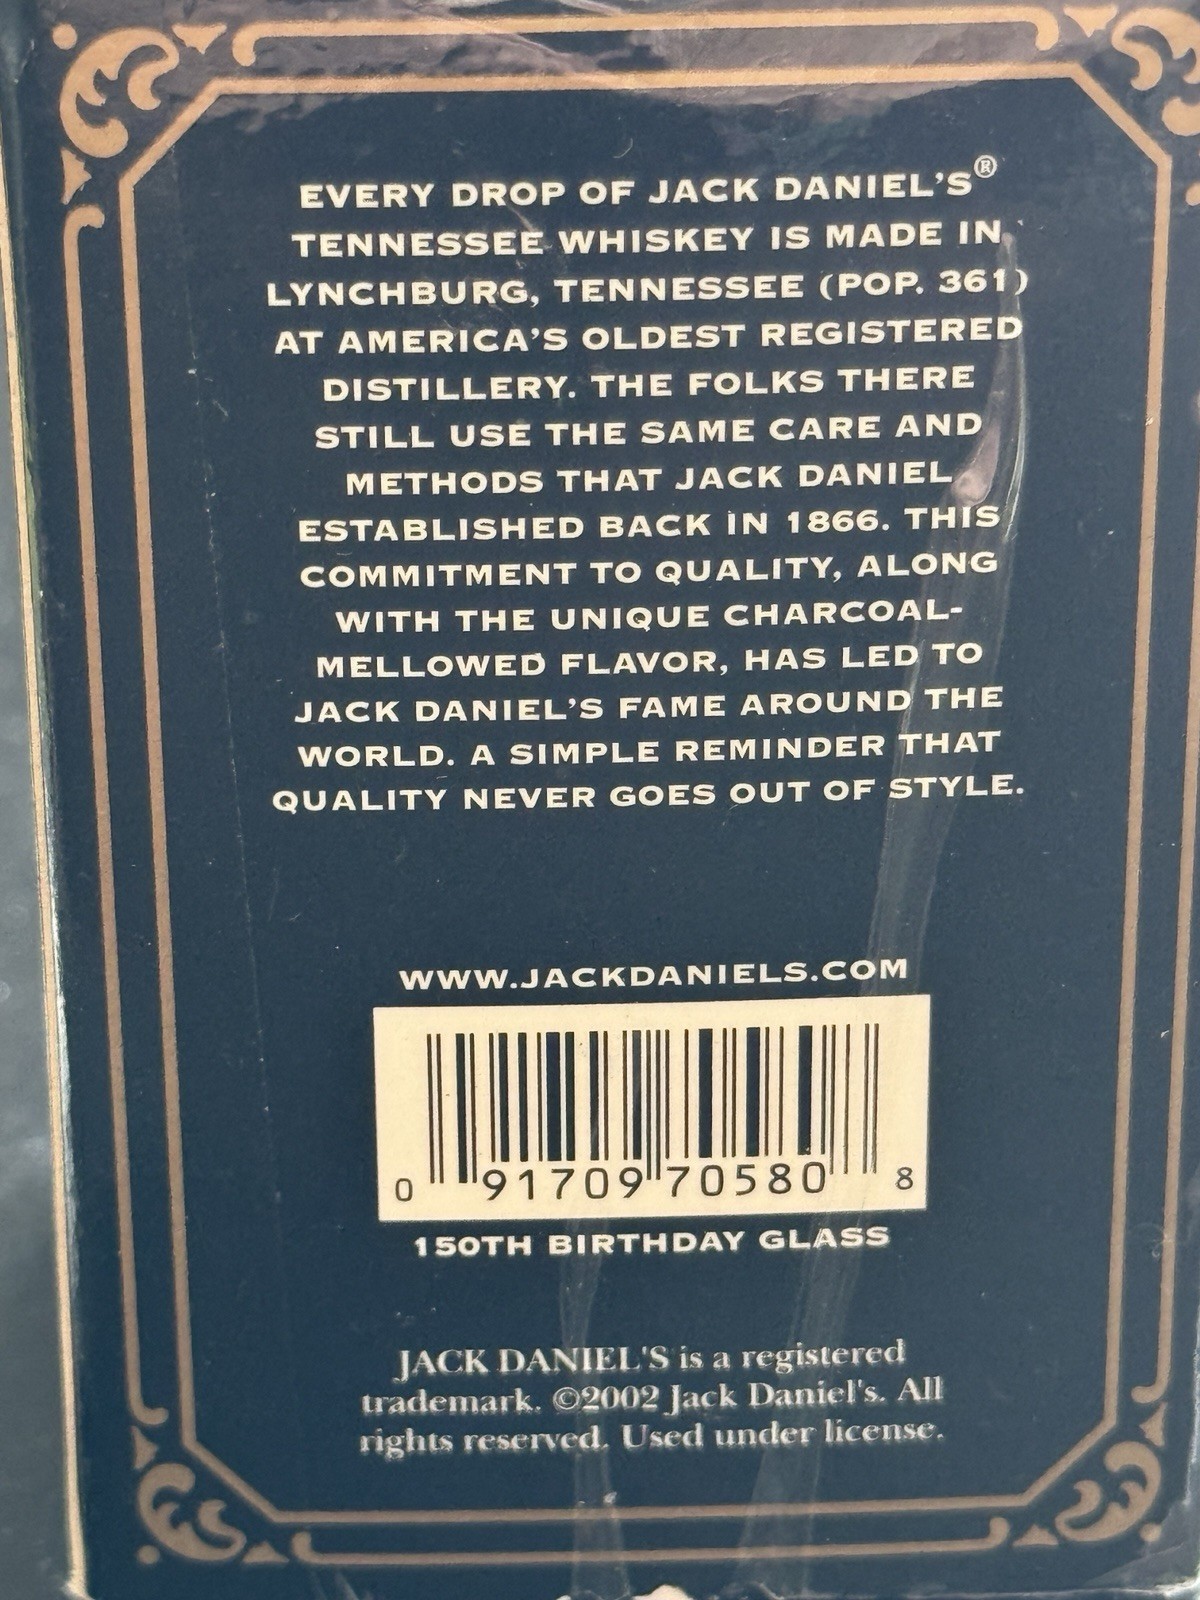 EVERY DROP OF JACK DANIEL'S®
TENNESSEE WHISKEY IS MADE IN
LYNCHBURG, TENNESSEE (POP. 361)
AT AMERICA'S OLDEST REGISTERED
DISTILLERY. THE FOLKS THERE
STILL USE THE SAME CARE AND
METHODS THAT JACK DANIEL
ESTABLISHED BACK IN 1866. THIS
COMMITMENT TO QUALITY, ALONG
WITH THE UNIQUE CHARCOAL-
MELLOWED FLAVOR, HAS LED TO
JACK DANIEL'S FAME AROUND THE
WORLD. A SIMPLE REMINDER THAT
QUALITY NEVER GOES OUT OF STYLE.
WWW.JACKDANIELS.COM
0 91709 70580 8
150TH BIRTHDAY GLASS
JACK DANIEL'S is a registered
trademark. ©2002 Jack Daniel's. All
rights reserved. Used under license.